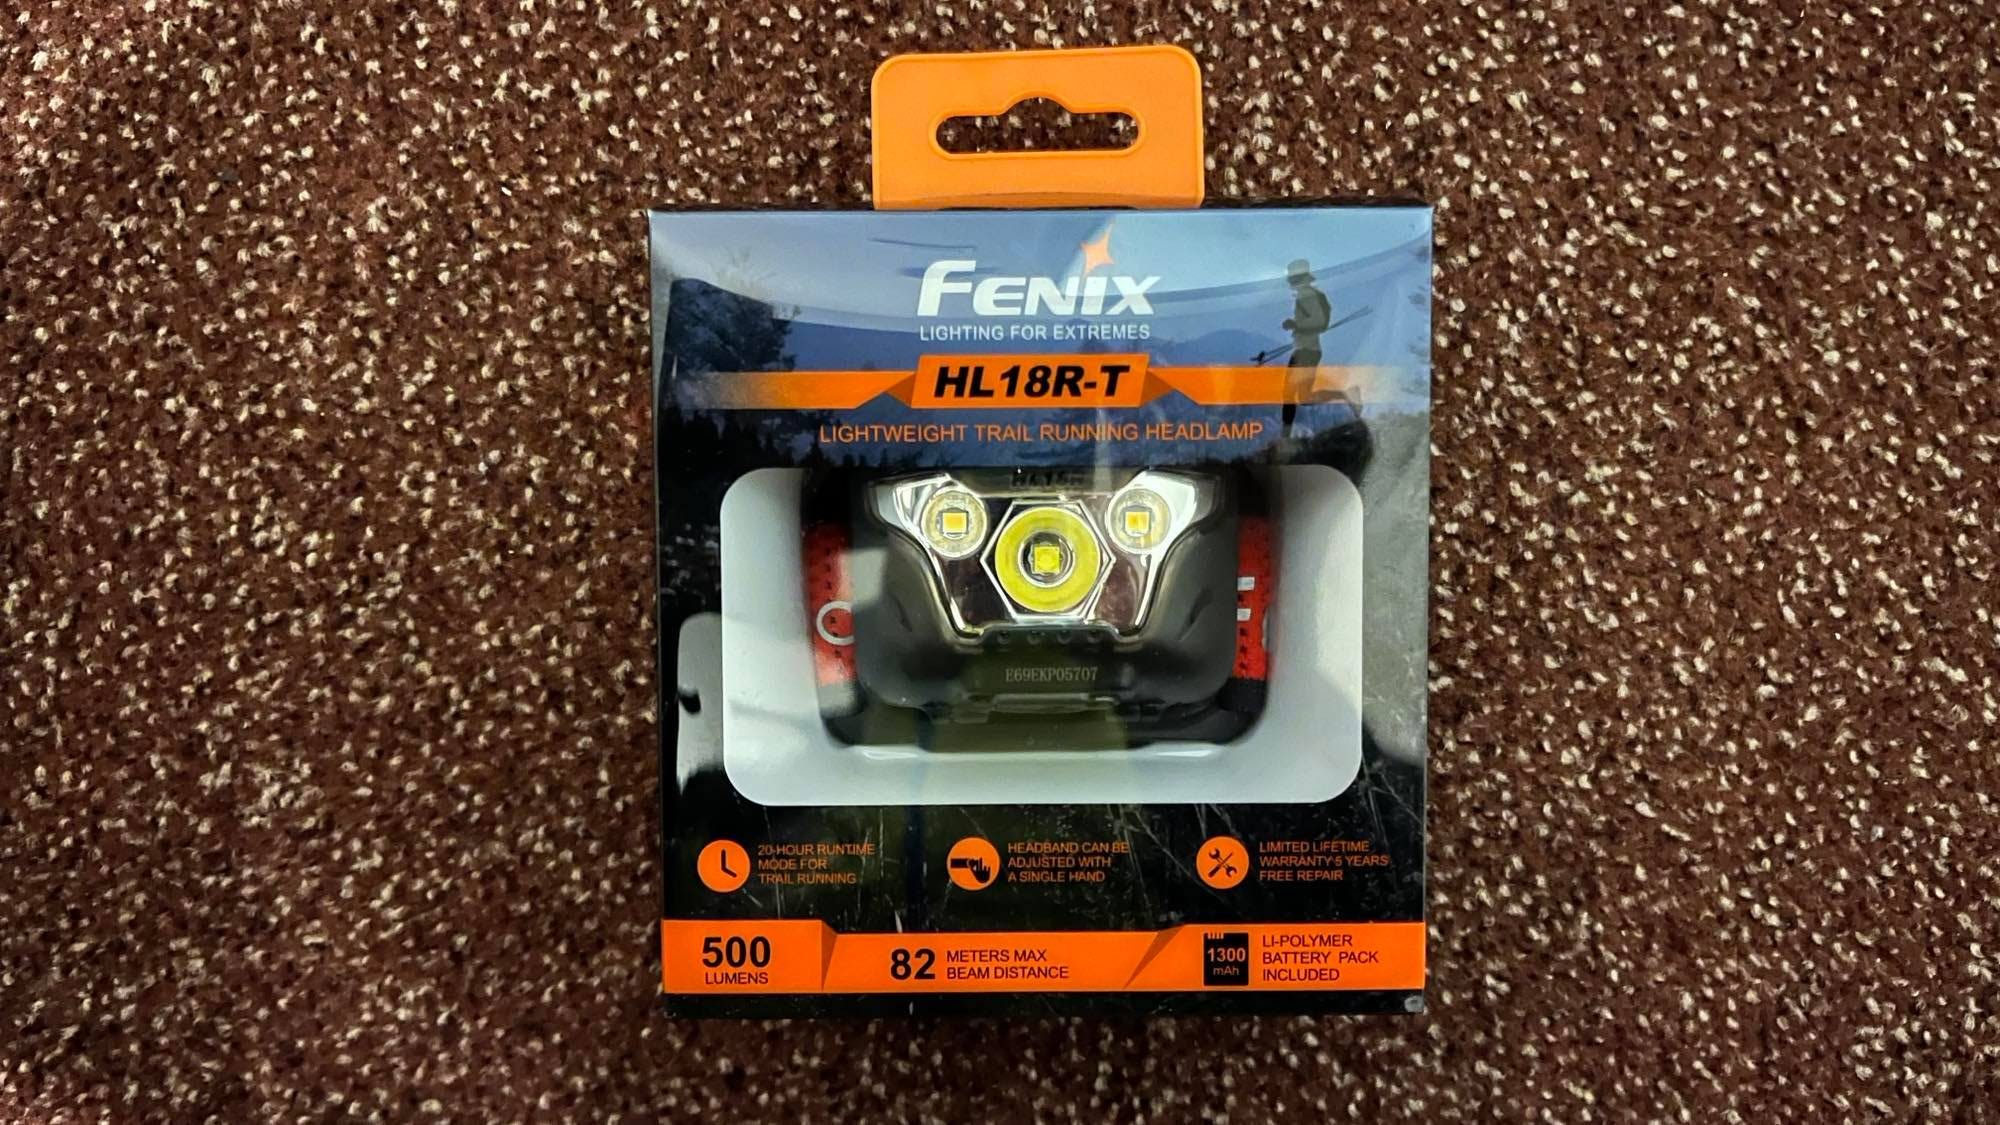 FENIX
LIGHTING FOR EXTREMES
HL18R-T
LIGHTWEIGHT TRAIL RUNNING HEADLAMP
HL18R
E69EKP05707
20-HOUR RUNTIME
MODE FOR
TRAIL RUNNING
HEADBAND CAN BE
ADJUSTED WITH
A SINGLE HAND
LIMITED LIFETIME
WARRANTY 5 YEARS
FREE REPAIR
500
LUMENS
82 METERS MAX
BEAM DISTANCE
1300
mAh
LI-POLYMER
BATTERY PACK
INCLUDED